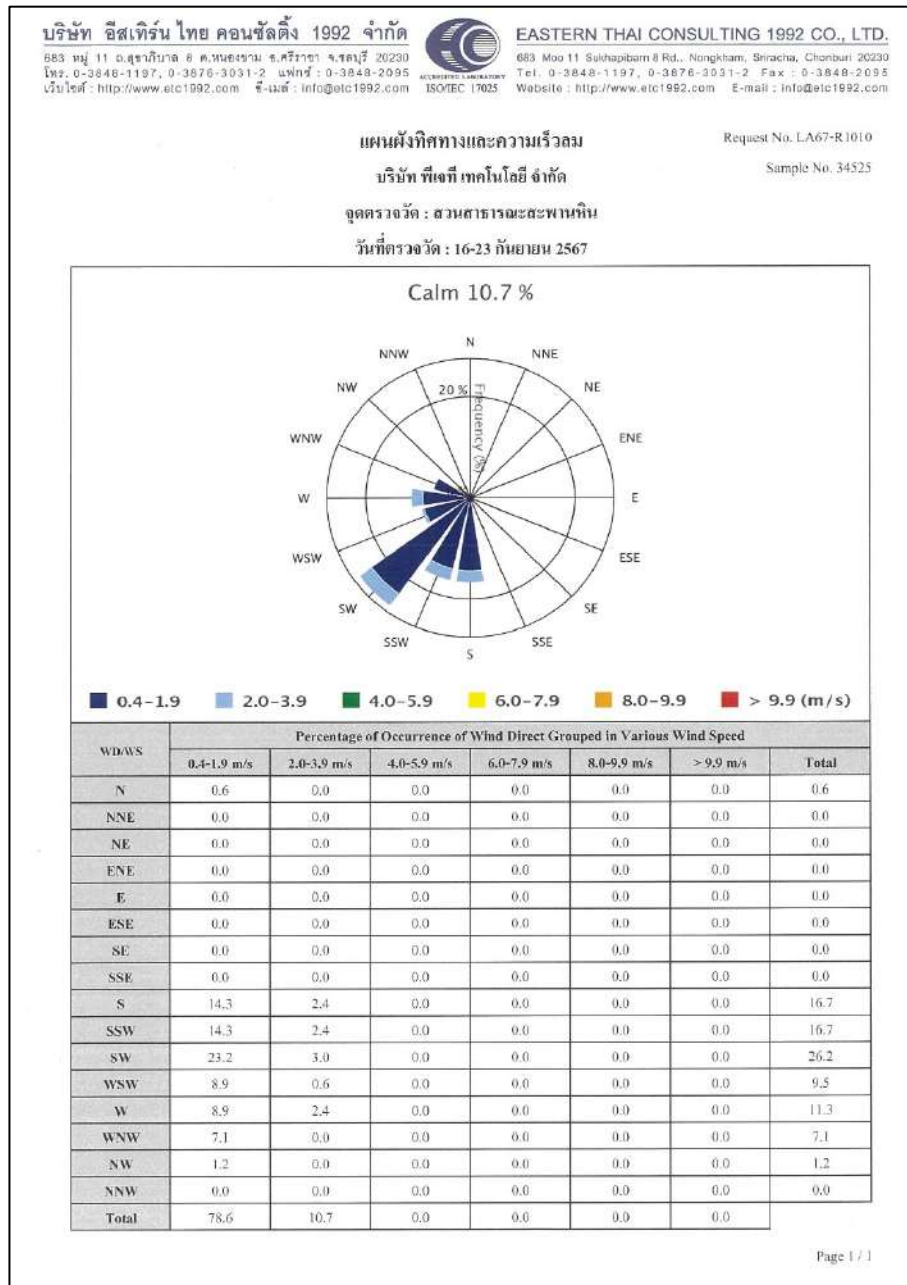 บริษัท อีสเทิร์น ไทย คอนซัลติ้ง 1992 จำกัด
683 หมู่ 11 ถ.สุขาภิบาล 8 ต.หนองขาม อ.ศรีราชา จ.ชลบุรี 20230
โทร. 0-3848-1197, 0-3876-3031-2 แฟกซ์ : 0-3848-2095
เว็บไซต์ : http://www.etc1992.com อี-เมล์ : info@etc1992.com
ACCREDITED LABORATORY
ISO/IEC 17025
EASTERN THAI CONSULTING 1992 CO., LTD.
683 Moo 11 Sukhapibarn 8 Rd., Nongkham, Sriracha, Chonburi 20230
Tel. 0-3848-1197, 0-3876-3031-2 Fax : 0-3848-2095
Website : http://www.etc1992.com E-mail : info@etc1992.com
แผนผังทิศทางและความเร็วลม
Request No. LA67-R1010
บริษัท พีเจที เทคโนโลยี จำกัด
Sample No. 34525
จุดตรวจวัด : สวนสาธารณะสะพานหิน
วันที่ตรวจวัด : 16-23 กันยายน 2567
Calm 10.7 %
N
NNW NNE
NW 20 % NE
Frequency (%)
WNW ENE
W E
WSW ESE
SW SE
SSW SSE
S
0.4-1.9 2.0-3.9 4.0-5.9 6.0-7.9 8.0-9.9 > 9.9 (m/s)
WD/WS Percentage of Occurrence of Wind Direct Grouped in Various Wind Speed
0.4-1.9 m/s 2.0-3.9 m/s 4.0-5.9 m/s 6.0-7.9 m/s 8.0-9.9 m/s > 9.9 m/s Total
N 0.6 0.0 0.0 0.0 0.0 0.0 0.6
NNE 0.0 0.0 0.0 0.0 0.0 0.0 0.0
NE 0.0 0.0 0.0 0.0 0.0 0.0 0.0
ENE 0.0 0.0 0.0 0.0 0.0 0.0 0.0
E 0.0 0.0 0.0 0.0 0.0 0.0 0.0
ESE 0.0 0.0 0.0 0.0 0.0 0.0 0.0
SE 0.0 0.0 0.0 0.0 0.0 0.0 0.0
SSE 0.0 0.0 0.0 0.0 0.0 0.0 0.0
S 14.3 2.4 0.0 0.0 0.0 0.0 16.7
SSW 14.3 2.4 0.0 0.0 0.0 0.0 16.7
SW 23.2 3.0 0.0 0.0 0.0 0.0 26.2
WSW 8.9 0.6 0.0 0.0 0.0 0.0 9.5
W 8.9 2.4 0.0 0.0 0.0 0.0 11.3
WNW 7.1 0.0 0.0 0.0 0.0 0.0 7.1
NW 1.2 0.0 0.0 0.0 0.0 0.0 1.2
NNW 0.0 0.0 0.0 0.0 0.0 0.0 0.0
Total 78.6 10.7 0.0 0.0 0.0 0.0
Page 1 / 1